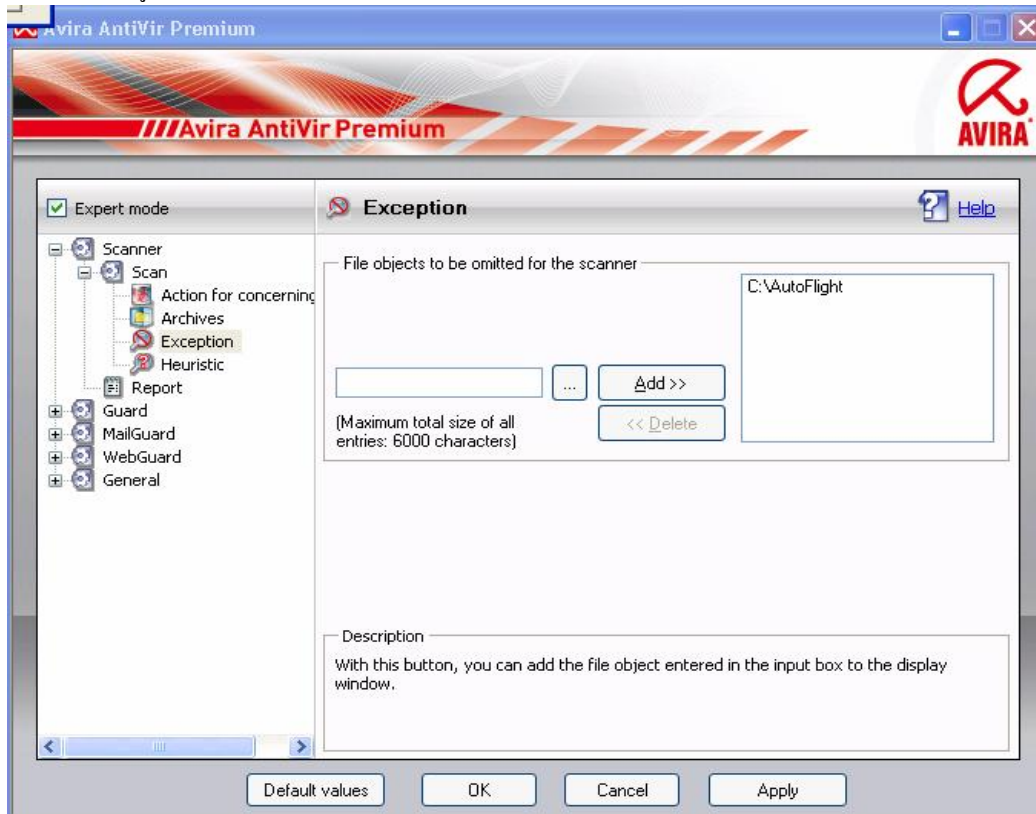 Avira AntiVir Premium
////Avira AntiVir Premium
AVIRA
Expert mode
Exception
Help
Scanner
Scan
Action for concerning
Archives
Exception
Heuristic
Report
Guard
MailGuard
WebGuard
General
File objects to be omitted for the scanner
C:\AutoFlight
...
Add >>
(Maximum total size of all
entries: 6000 characters)
<< Delete
Description
With this button, you can add the file object entered in the input box to the display
window.
Default values
OK
Cancel
Apply